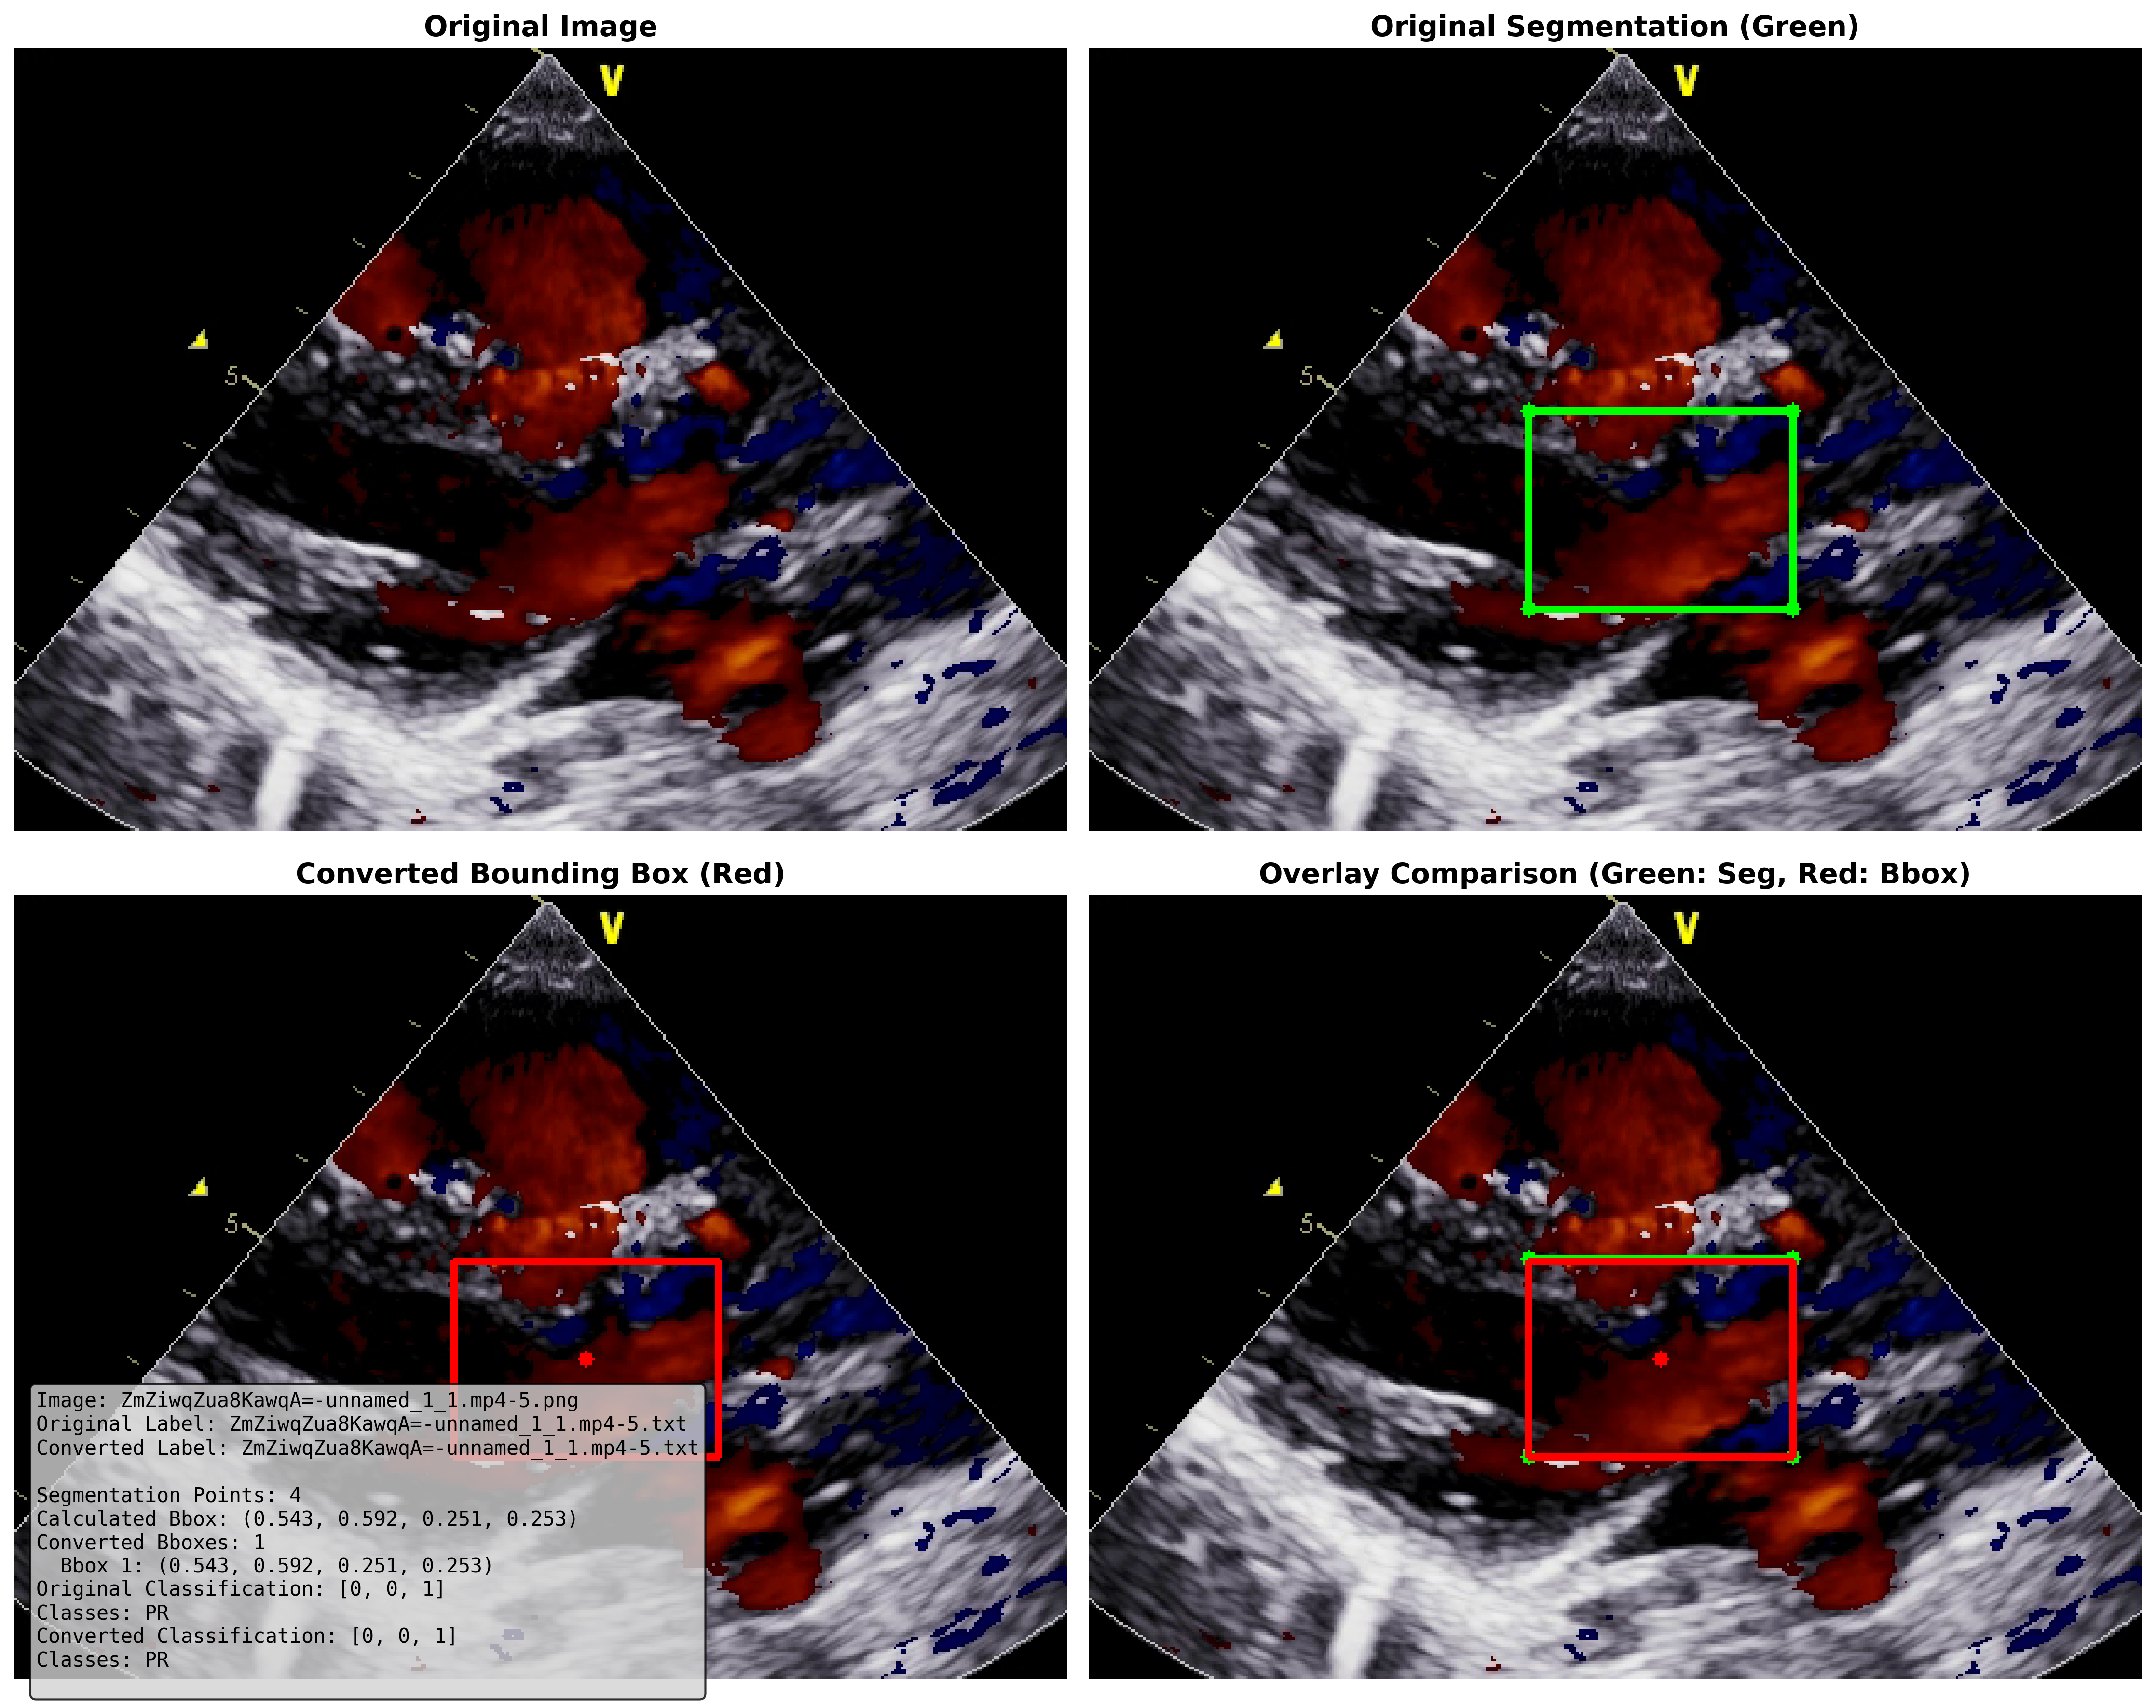 Original Image
Original Segmentation (Green)
V
V
5
5
Converted Bounding Box (Red)
Overlay Comparison (Green: Seg, Red: Bbox)
V
V
5
5
Image: ZmZiwqZua8KawqA=-unnamed_1_1.mp4-5.png
Original Label: ZmZiwqZua8KawqA=-unnamed_1_1.mp4-5.txt
Converted Label: ZmZiwqZua8KawqA=-unnamed_1_1.mp4-5.txt
Segmentation Points: 4
Calculated Bbox: (0.543, 0.592, 0.251, 0.253)
Converted Bboxes: 1
Bbox 1: (0.543, 0.592, 0.251, 0.253)
Original Classification: [0, 0, 1]
Classes: PR
Converted Classification: [0, 0, 1]
Classes: PR